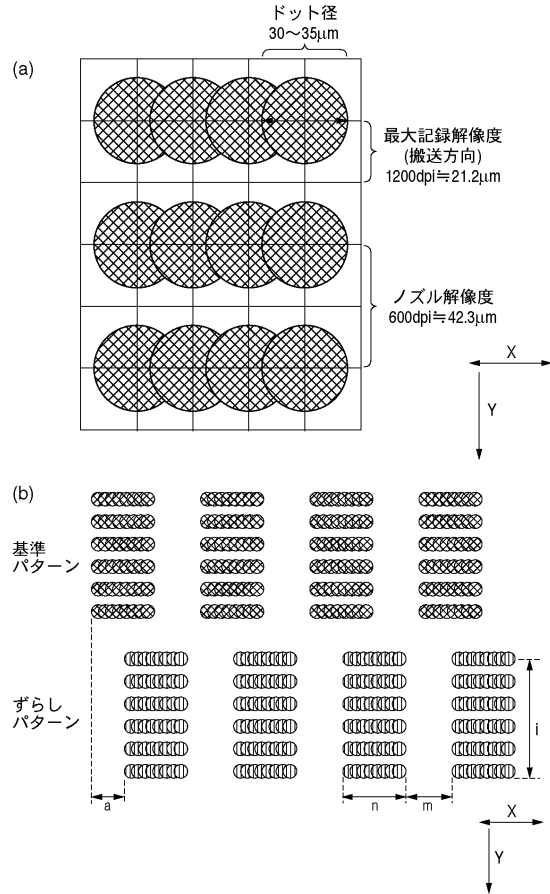 ドット径
30～35μm
(a)
最大記録解像度
(搬送方向)
1200dpi≒21.2μm
ノズル解像度
600dpi≒42.3μm
X
Y
(b)
基準
パターン
ずらし
パターン
i
a
n
m
X
Y